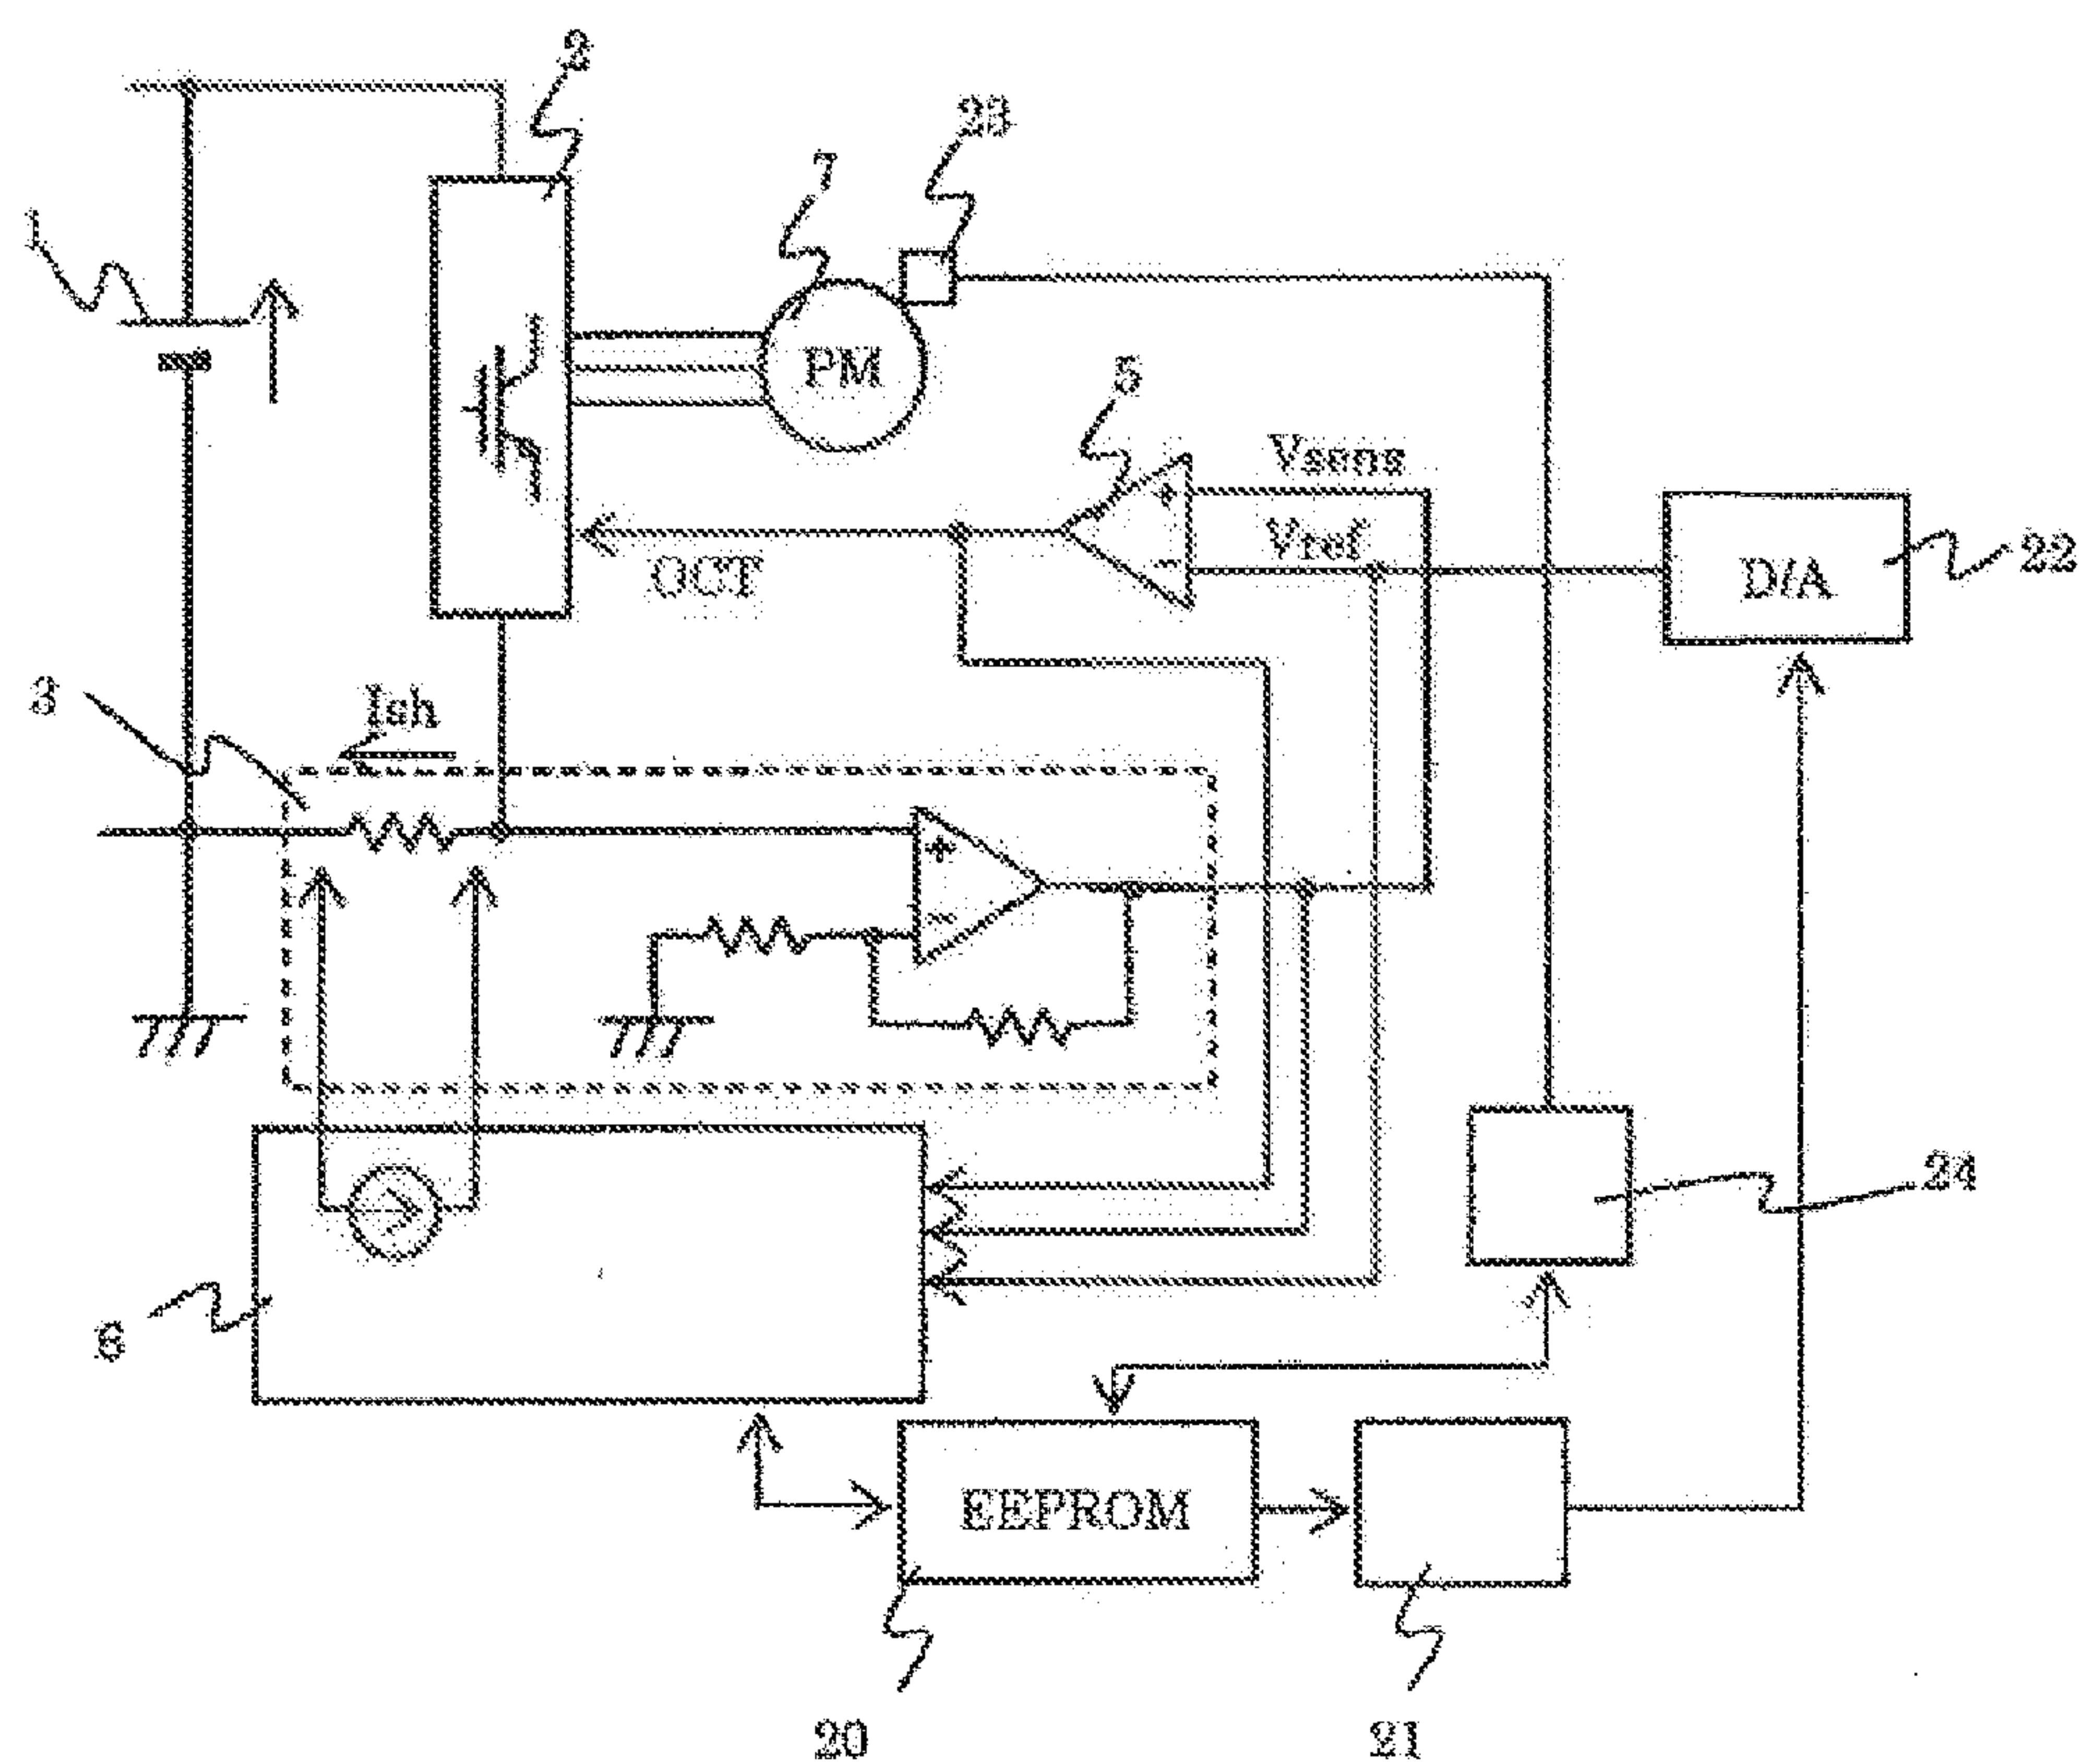 2
23
7
1
PM
5
Vsens
+
Vref
-
D/A
22
OCT
3
Ish
+
-
24
6
EEPROM
20
21